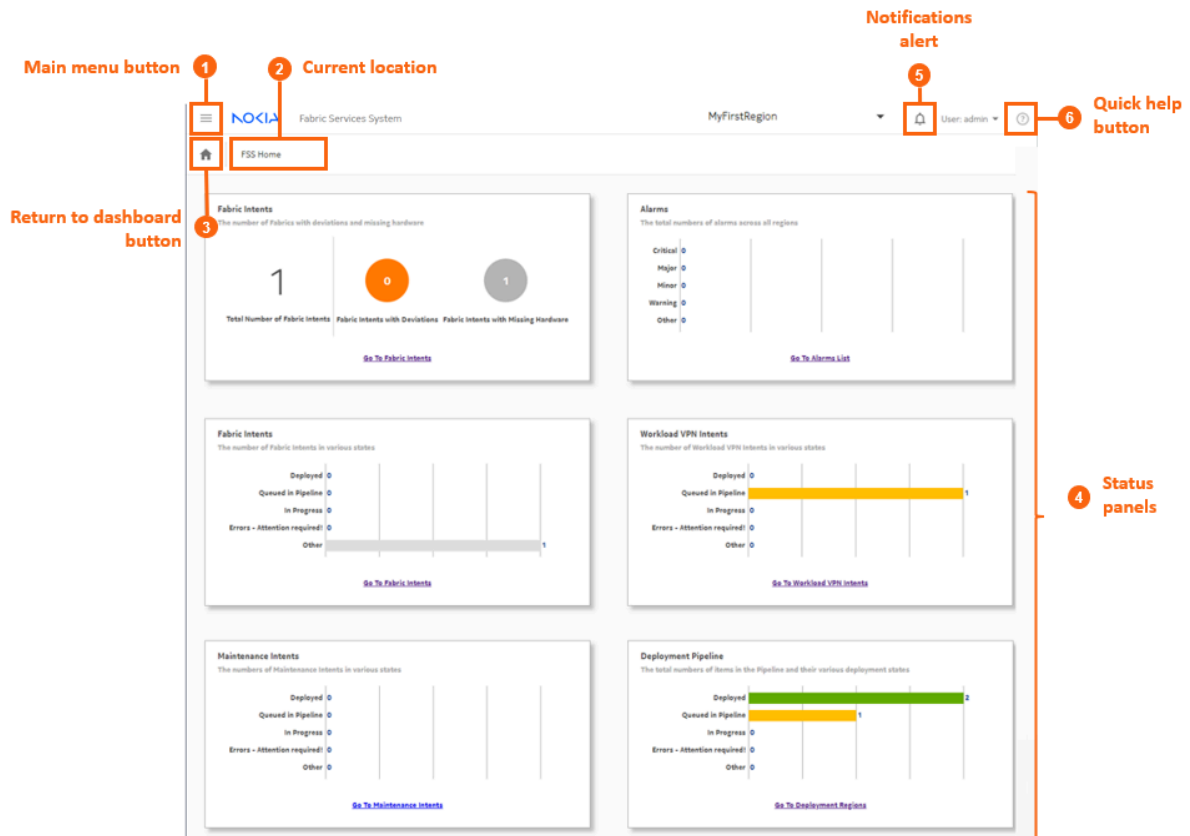 Notifications
alert
Main menu button
1
2
Current location
5
NOKIA
Fabric Services System
MyFirstRegion
User: admin
6
Quick help
button
FSS Home
Return to dashboard
button
3
Fabric Intents
The number of Fabrics with deviations and missing hardware
1
0
1
Total Number of Fabric Intents
Fabric Intents with Deviations
Fabric Intents with Missing Hardware
Go To Fabric Intents
Alarms
The total numbers of alarms across all regions
Critical 0
Major 0
Minor 0
Warning 0
Other 0
Go To Alarms List
Fabric Intents
The number of Fabric Intents in various states
Deployed 0
Queued in Pipeline 0
In Progress 0
Errors - Attention required! 0
Other 1
Go To Fabric Intents
Workload VPN Intents
The number of Workload VPN Intents in various states
Deployed 0
Queued in Pipeline 1
In Progress 0
Errors - Attention required! 0
Other 0
Go To Workload VPN Intents
4
Status
panels
Maintenance Intents
The numbers of Maintenance Intents in various states
Deployed 0
Queued in Pipeline 0
In Progress 0
Errors - Attention required! 0
Other 0
Go To Maintenance Intents
Deployment Pipeline
The total numbers of items in the Pipeline and their various deployment states
Deployed 2
Queued in Pipeline 1
In Progress 0
Errors - Attention required! 0
Other 0
Go To Deployment Regions